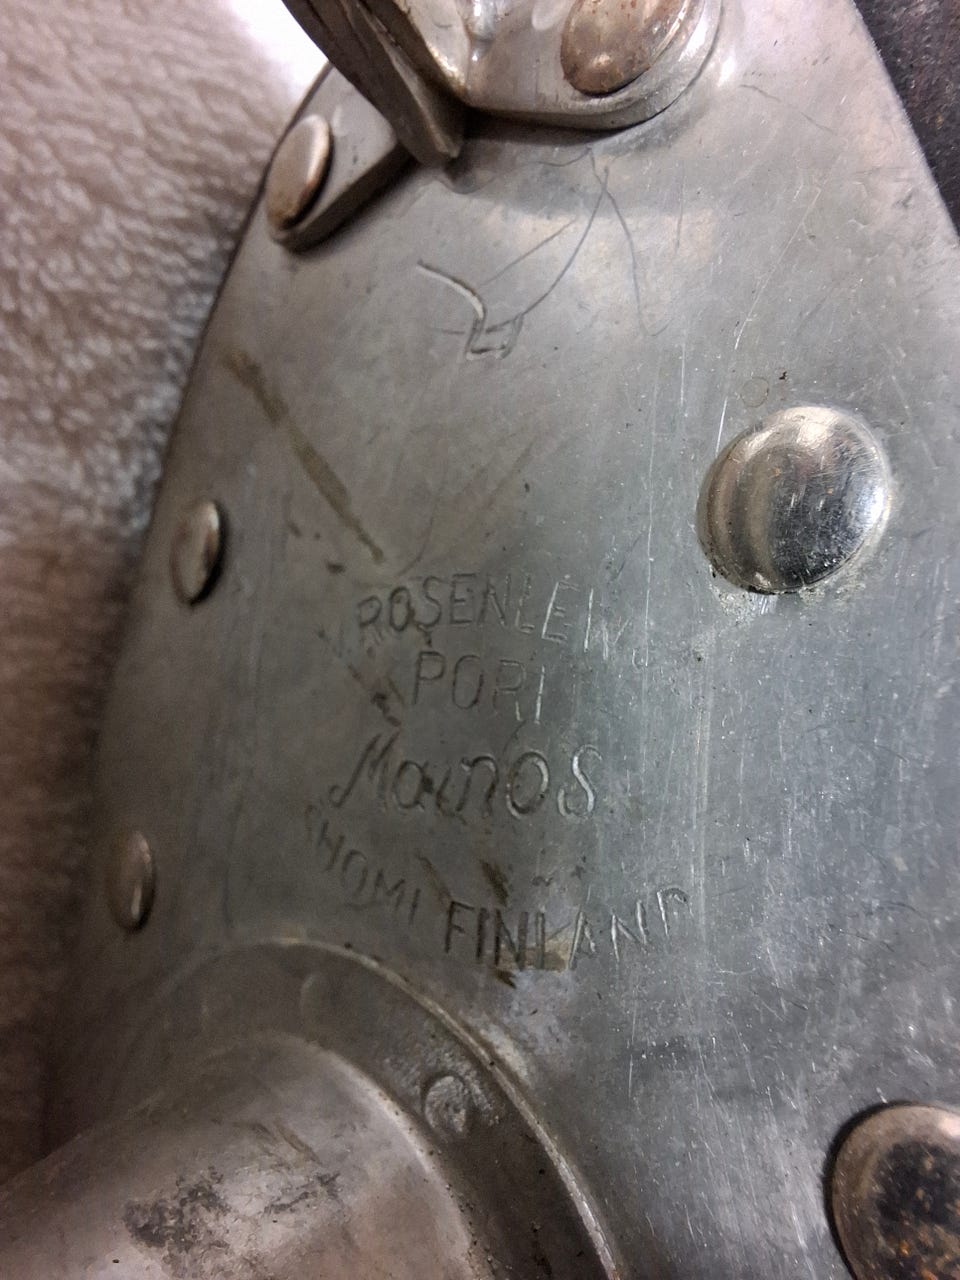 ROSENLEW
PORI
Mainos
SUOMI FINLAND